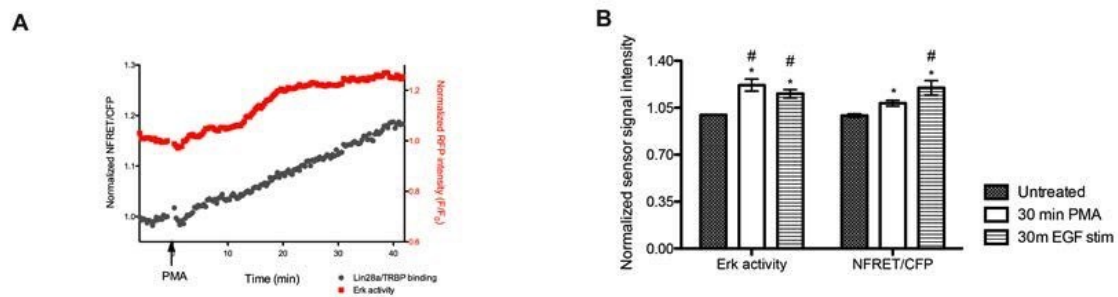 A
Normalized NFRET/CFP
1.3
1.2
1.1
1.0
Normalized RFP intensity (F/F0)
1.2
1.0
0.8
0.6
10
20
30
40
PMA
Time (min)
Lin28a/TRBP binding
Erk activity
B
Normalized sensor signal intensity
1.40
1.05
0.70
0.35
0.00
#
*
#
*
*
#
*
Erk activity
NFRET/CFP
Untreated
30 min PMA
30m EGF stim